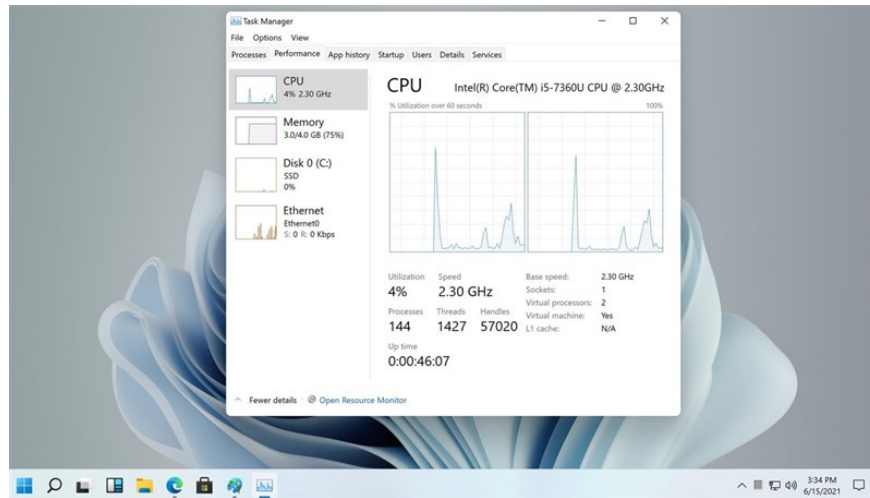 Task Manager
File Options View
Processes Performance App history Startup Users Details Services
CPU
4% 2.30 GHz
Memory
3.0/4.0 GB (75%)
Disk 0 (C:)
SSD
0%
Ethernet
Ethernet0
S: 0 R: 0 Kbps
CPU Intel(R) Core(TM) i5-7360U CPU @ 2.30GHz
% Utilization over 60 seconds 100%
Utilization Speed
4% 2.30 GHz
Processes Threads Handles
144 1427 57020
Up time
0:00:46:07
Base speed: 2.30 GHz
Sockets: 1
Virtual processors: 2
Virtual machine: Yes
L1 cache: N/A
Fewer details Open Resource Monitor
3:34 PM
6/15/2021